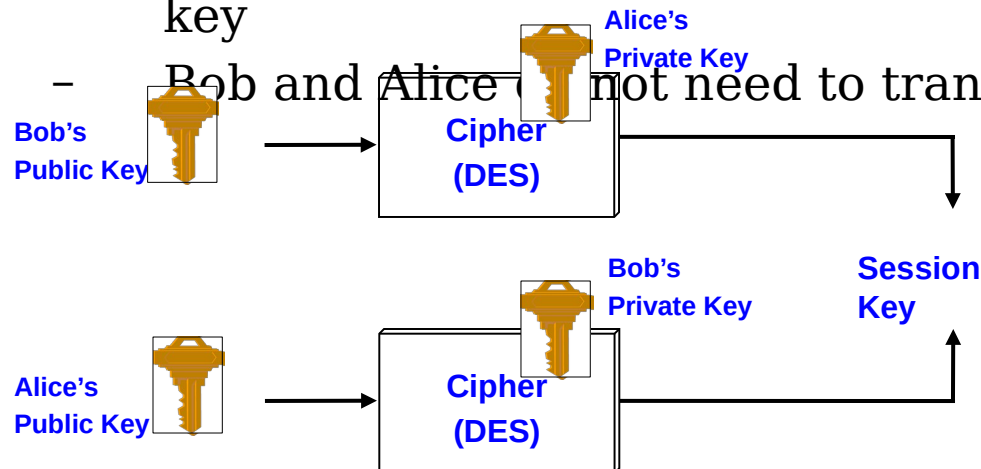 key
Alice’s
Private Key
– Bob and Alice not need to tran
Bob’s
Public Key
Cipher
(DES)
Bob’s
Private Key
Session
Key
Alice’s
Public Key
Cipher
(DES)